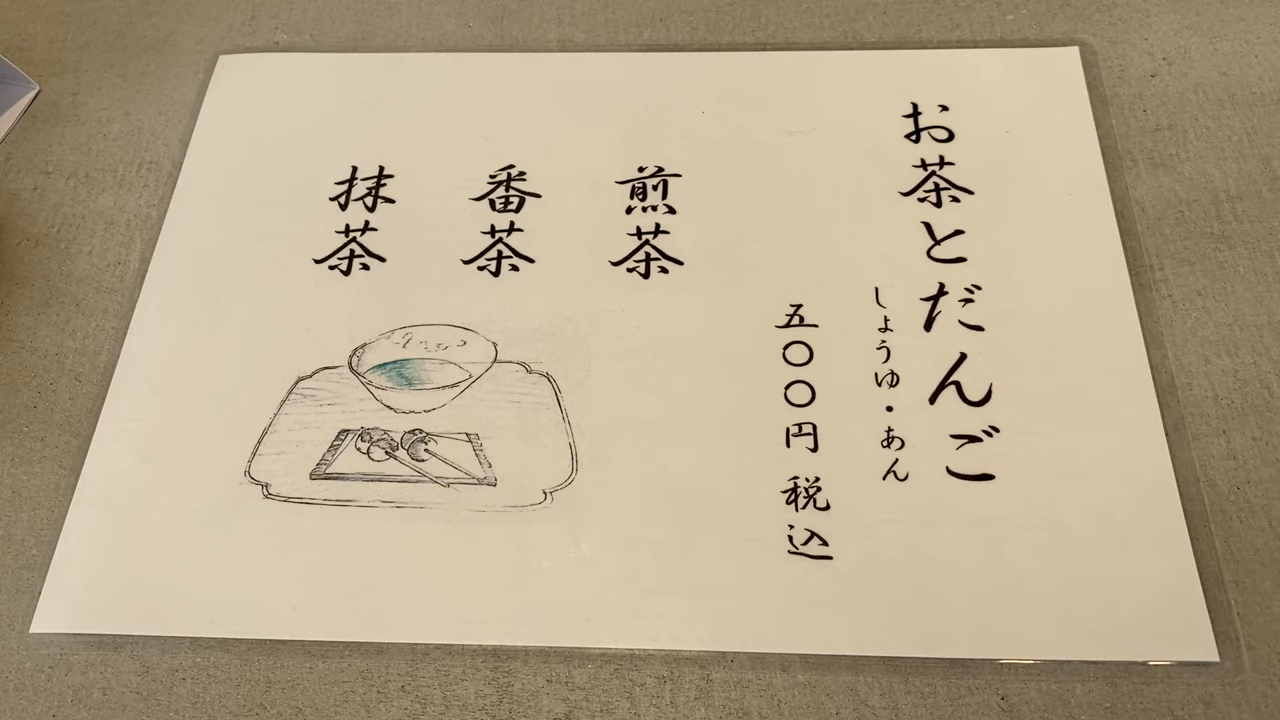 お茶とだんご
しょうゆ・あん
五〇〇円 税込
煎茶
番茶
抹茶